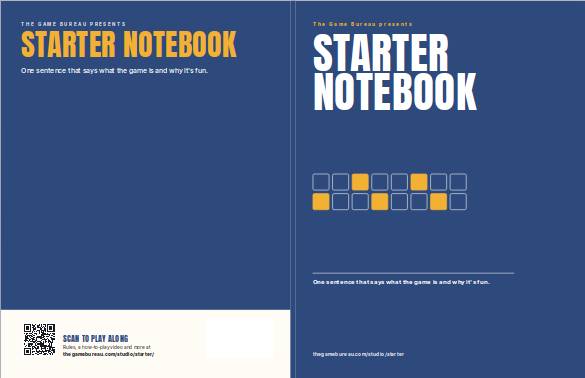 THE GAME BUREAU PRESENTS
STARTER NOTEBOOK
One sentence that says what the game is and why it's fun.
SCAN TO PLAY ALONG
Rules, a how-to-play video and more at
thegamebureau.com/studio/starter/
The Game Bureau presents
STARTER
NOTEBOOK
One sentence that says what the game is and why it's fun.
thegamebureau.com/studio/starter